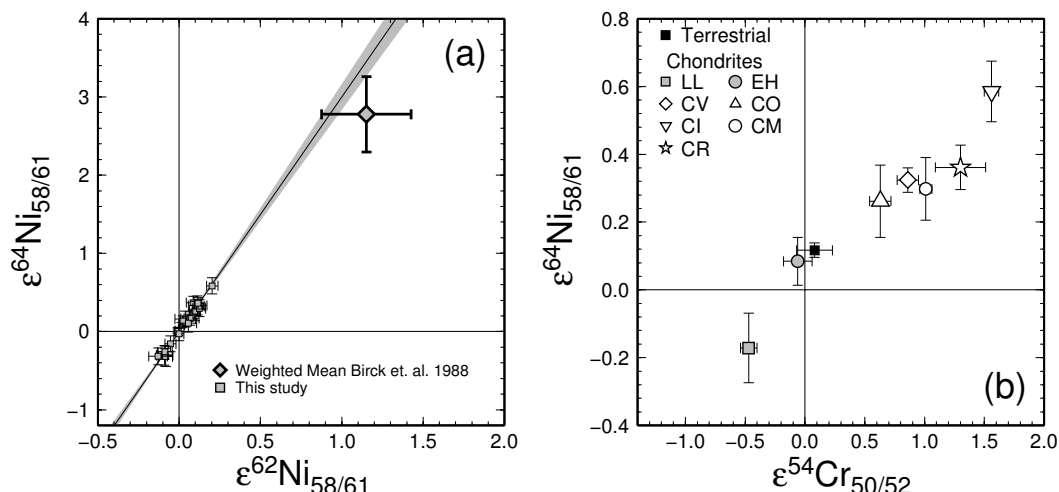 4
3
2
1
0
−1
ε⁶⁴Ni₅₈/₆₁
(a)
Weighted Mean Birck et. al. 1988
This study
−0.5 0.0 0.5 1.0 1.5 2.0
ε⁶²Ni₅₈/₆₁
0.8
0.6
0.4
0.2
0.0
−0.2
−0.4
ε⁶⁴Ni₅₈/₆₁
Terrestrial
Chondrites
LL EH
CV CO
CI CM
CR
(b)
−1.0 −0.5 0.0 0.5 1.0 1.5 2.0
ε⁵⁴Cr₅₀/₅₂